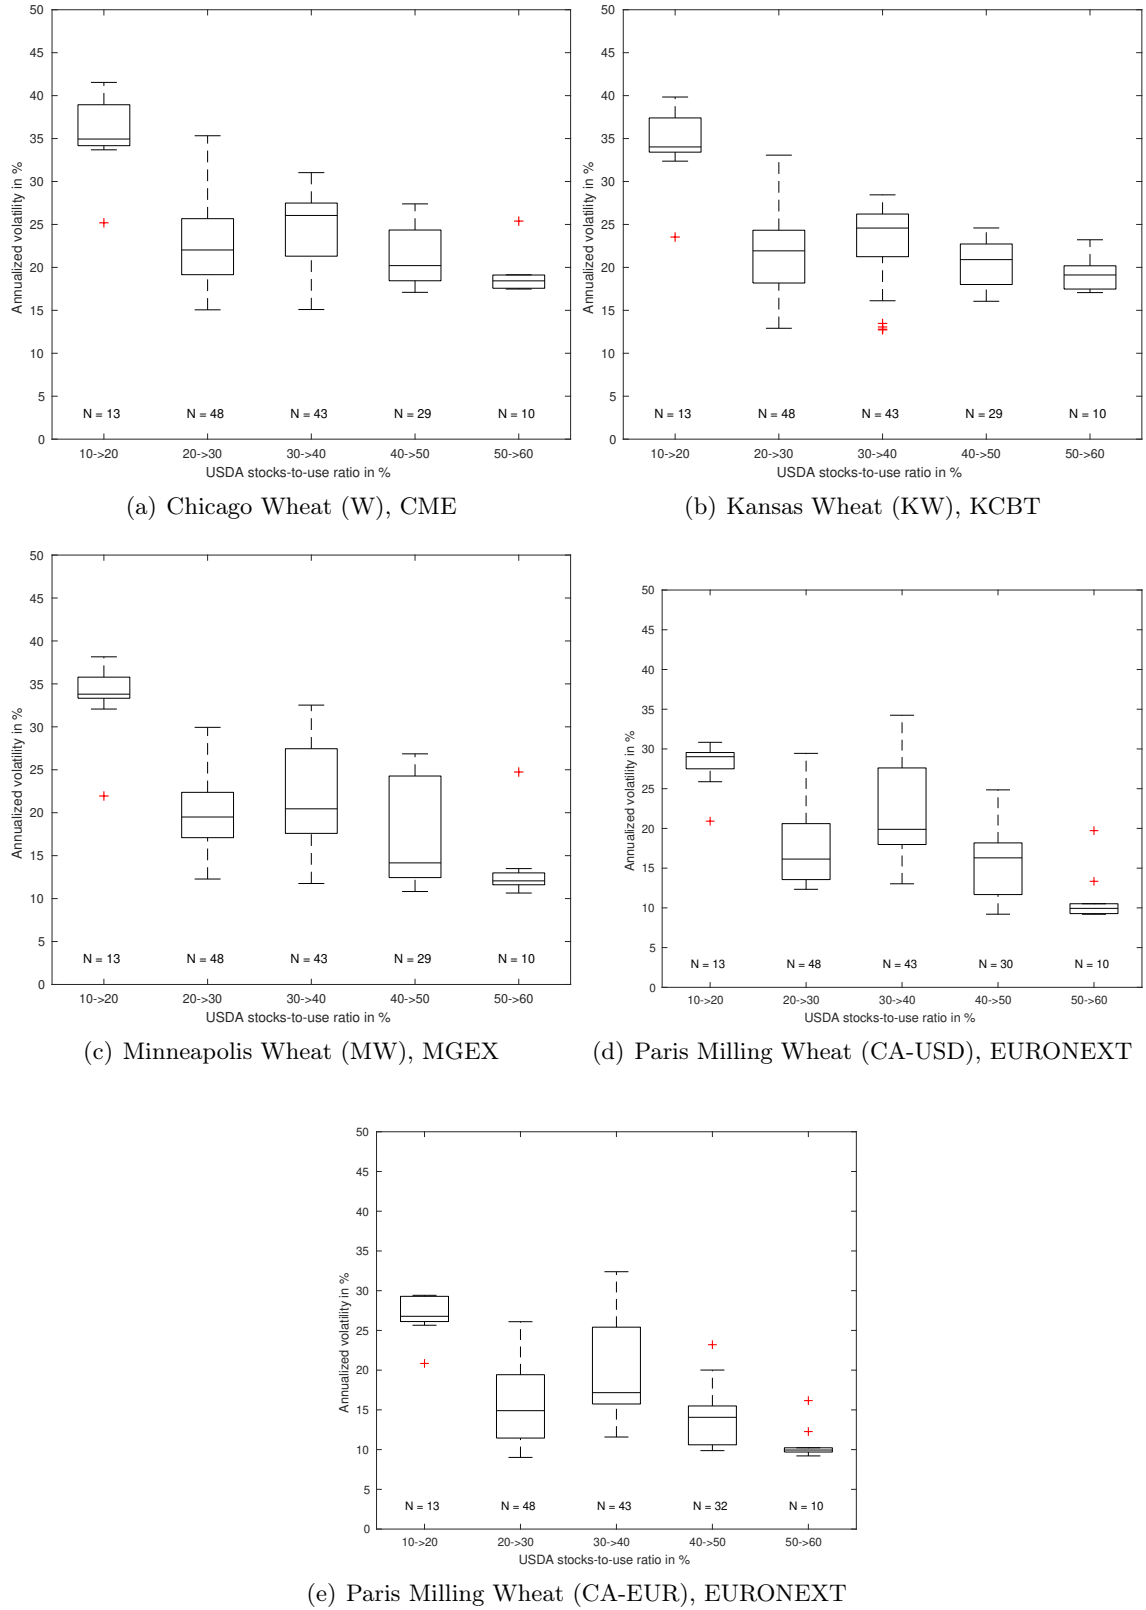 50
45
40
35
30
25
20
15
10
5
0
Annualized volatility in %
N = 13 N = 48 N = 43 N = 29 N = 10
10->20 20->30 30->40 40->50 50->60
USDA stocks-to-use ratio in %
(a) Chicago Wheat (W), CME
50
45
40
35
30
25
20
15
10
5
0
Annualized volatility in %
N = 13 N = 48 N = 43 N = 29 N = 10
10->20 20->30 30->40 40->50 50->60
USDA stocks-to-use ratio in %
(b) Kansas Wheat (KW), KCBT
50
45
40
35
30
25
20
15
10
5
0
Annualized volatility in %
N = 13 N = 48 N = 43 N = 29 N = 10
10->20 20->30 30->40 40->50 50->60
USDA stocks-to-use ratio in %
(c) Minneapolis Wheat (MW), MGEX
50
45
40
35
30
25
20
15
10
5
0
Annualized volatility in %
N = 13 N = 48 N = 43 N = 30 N = 10
10->20 20->30 30->40 40->50 50->60
USDA stocks-to-use ratio in %
(d) Paris Milling Wheat (CA-USD), EURONEXT
50
45
40
35
30
25
20
15
10
5
0
Annualized volatility in %
N = 13 N = 48 N = 43 N = 32 N = 10
10->20 20->30 30->40 40->50 50->60
USDA stocks-to-use ratio in %
(e) Paris Milling Wheat (CA-EUR), EURONEXT